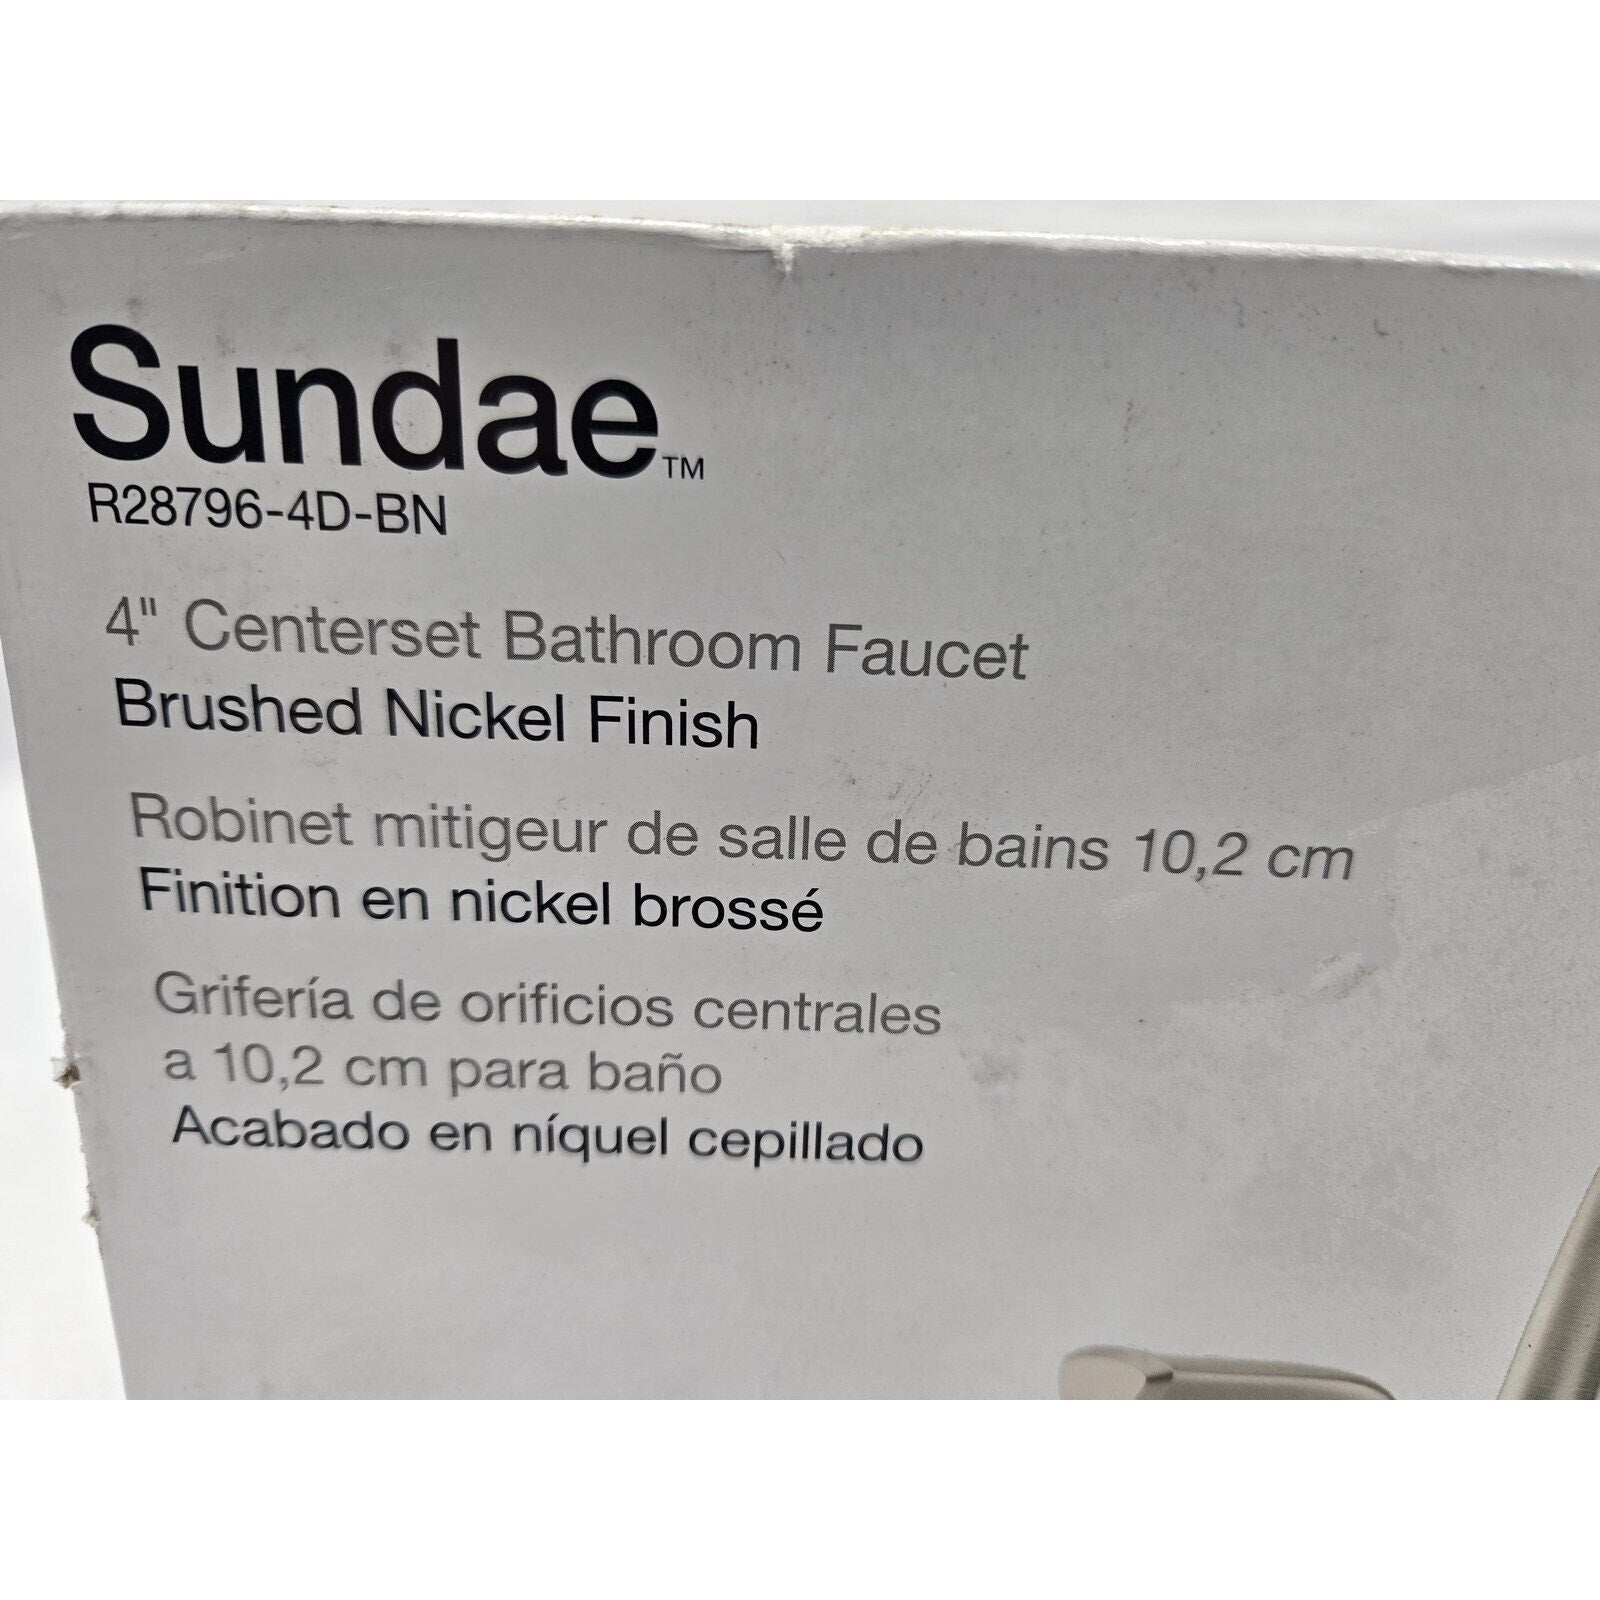 Sundae™
R28796-4D-BN
4" Centerset Bathroom Faucet
Brushed Nickel Finish
Robinet mitigeur de salle de bains 10,2 cm
Finition en nickel brossé
Grifería de orificios centrales
a 10,2 cm para baño
Acabado en níquel cepillado